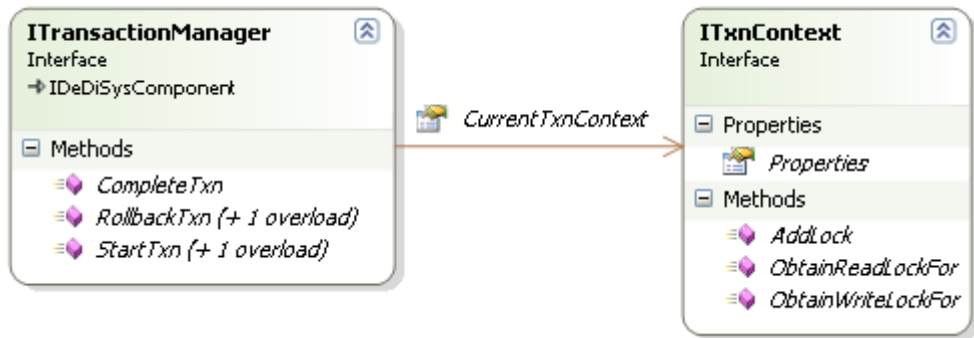 ITransactionManager
Interface
IDeDiSysComponent
Methods
CompleteTxn
RollbackTxn (+ 1 overload)
StartTxn (+ 1 overload)
CurrentTxnContext
ITxnContext
Interface
Properties
Properties
Methods
AddLock
ObtainReadLockFor
ObtainWriteLockFor